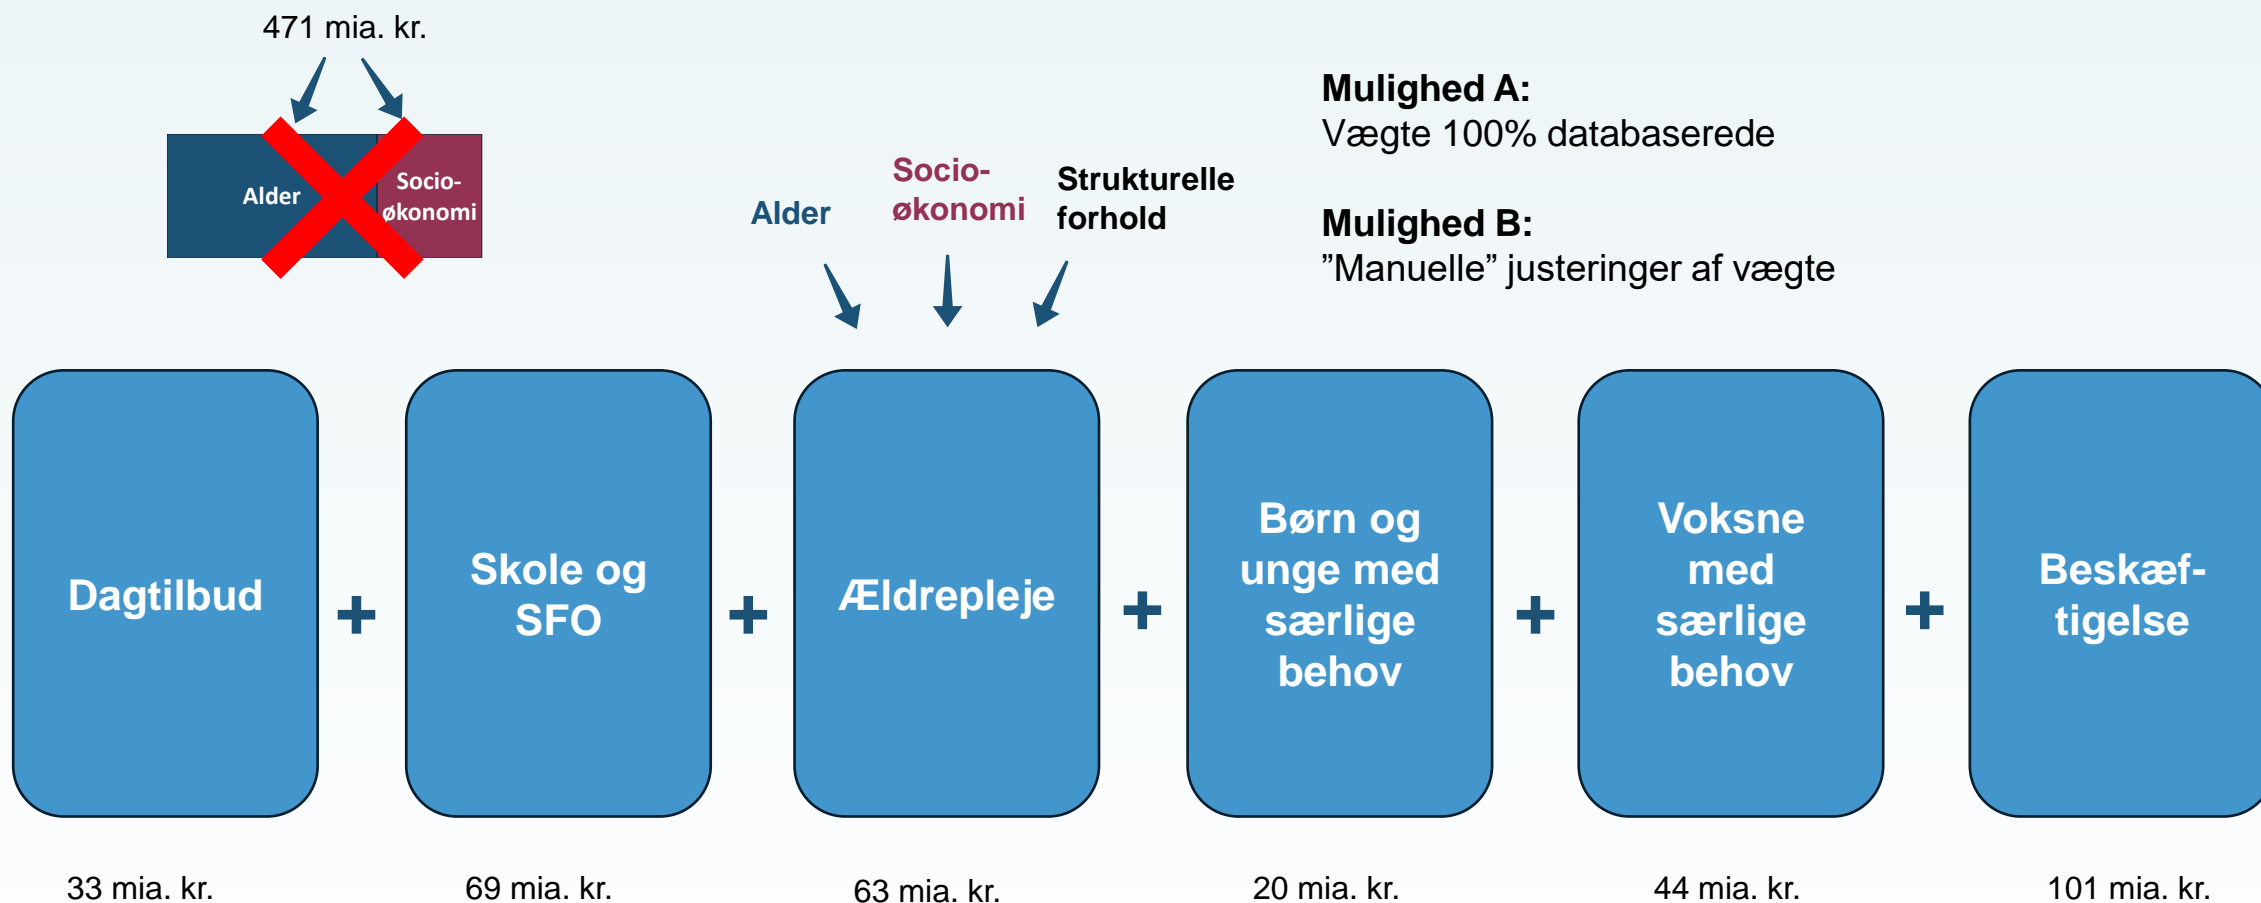 471 mia. kr.
Alder
Socio-
økonomi
Alder
Socio-
økonomi
Strukturelle
forhold
Mulighed A:
Vægte 100% databaserede
Mulighed B:
”Manuelle” justeringer af vægte
Dagtilbud
+
Skole og
SFO
+
Ældrepleje
+
Børn og
unge med
særlige
behov
+
Voksne
med
særlige
behov
+
Beskæf-
tigelse
33 mia. kr.
69 mia. kr.
63 mia. kr.
20 mia. kr.
44 mia. kr.
101 mia. kr.